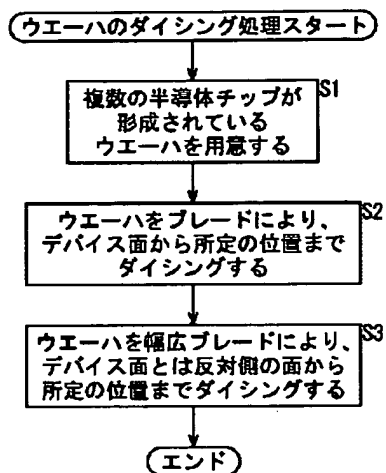 ウエーハのダイシング処理スタート
S1
複数の半導体チップが
形成されている
ウエーハを用意する
S2
ウエーハをブレードにより、
デバイス面から所定の位置まで
ダイシングする
S3
ウエーハを幅広ブレードにより、
デバイス面とは反対側の面から
所定の位置までダイシングする
エンド